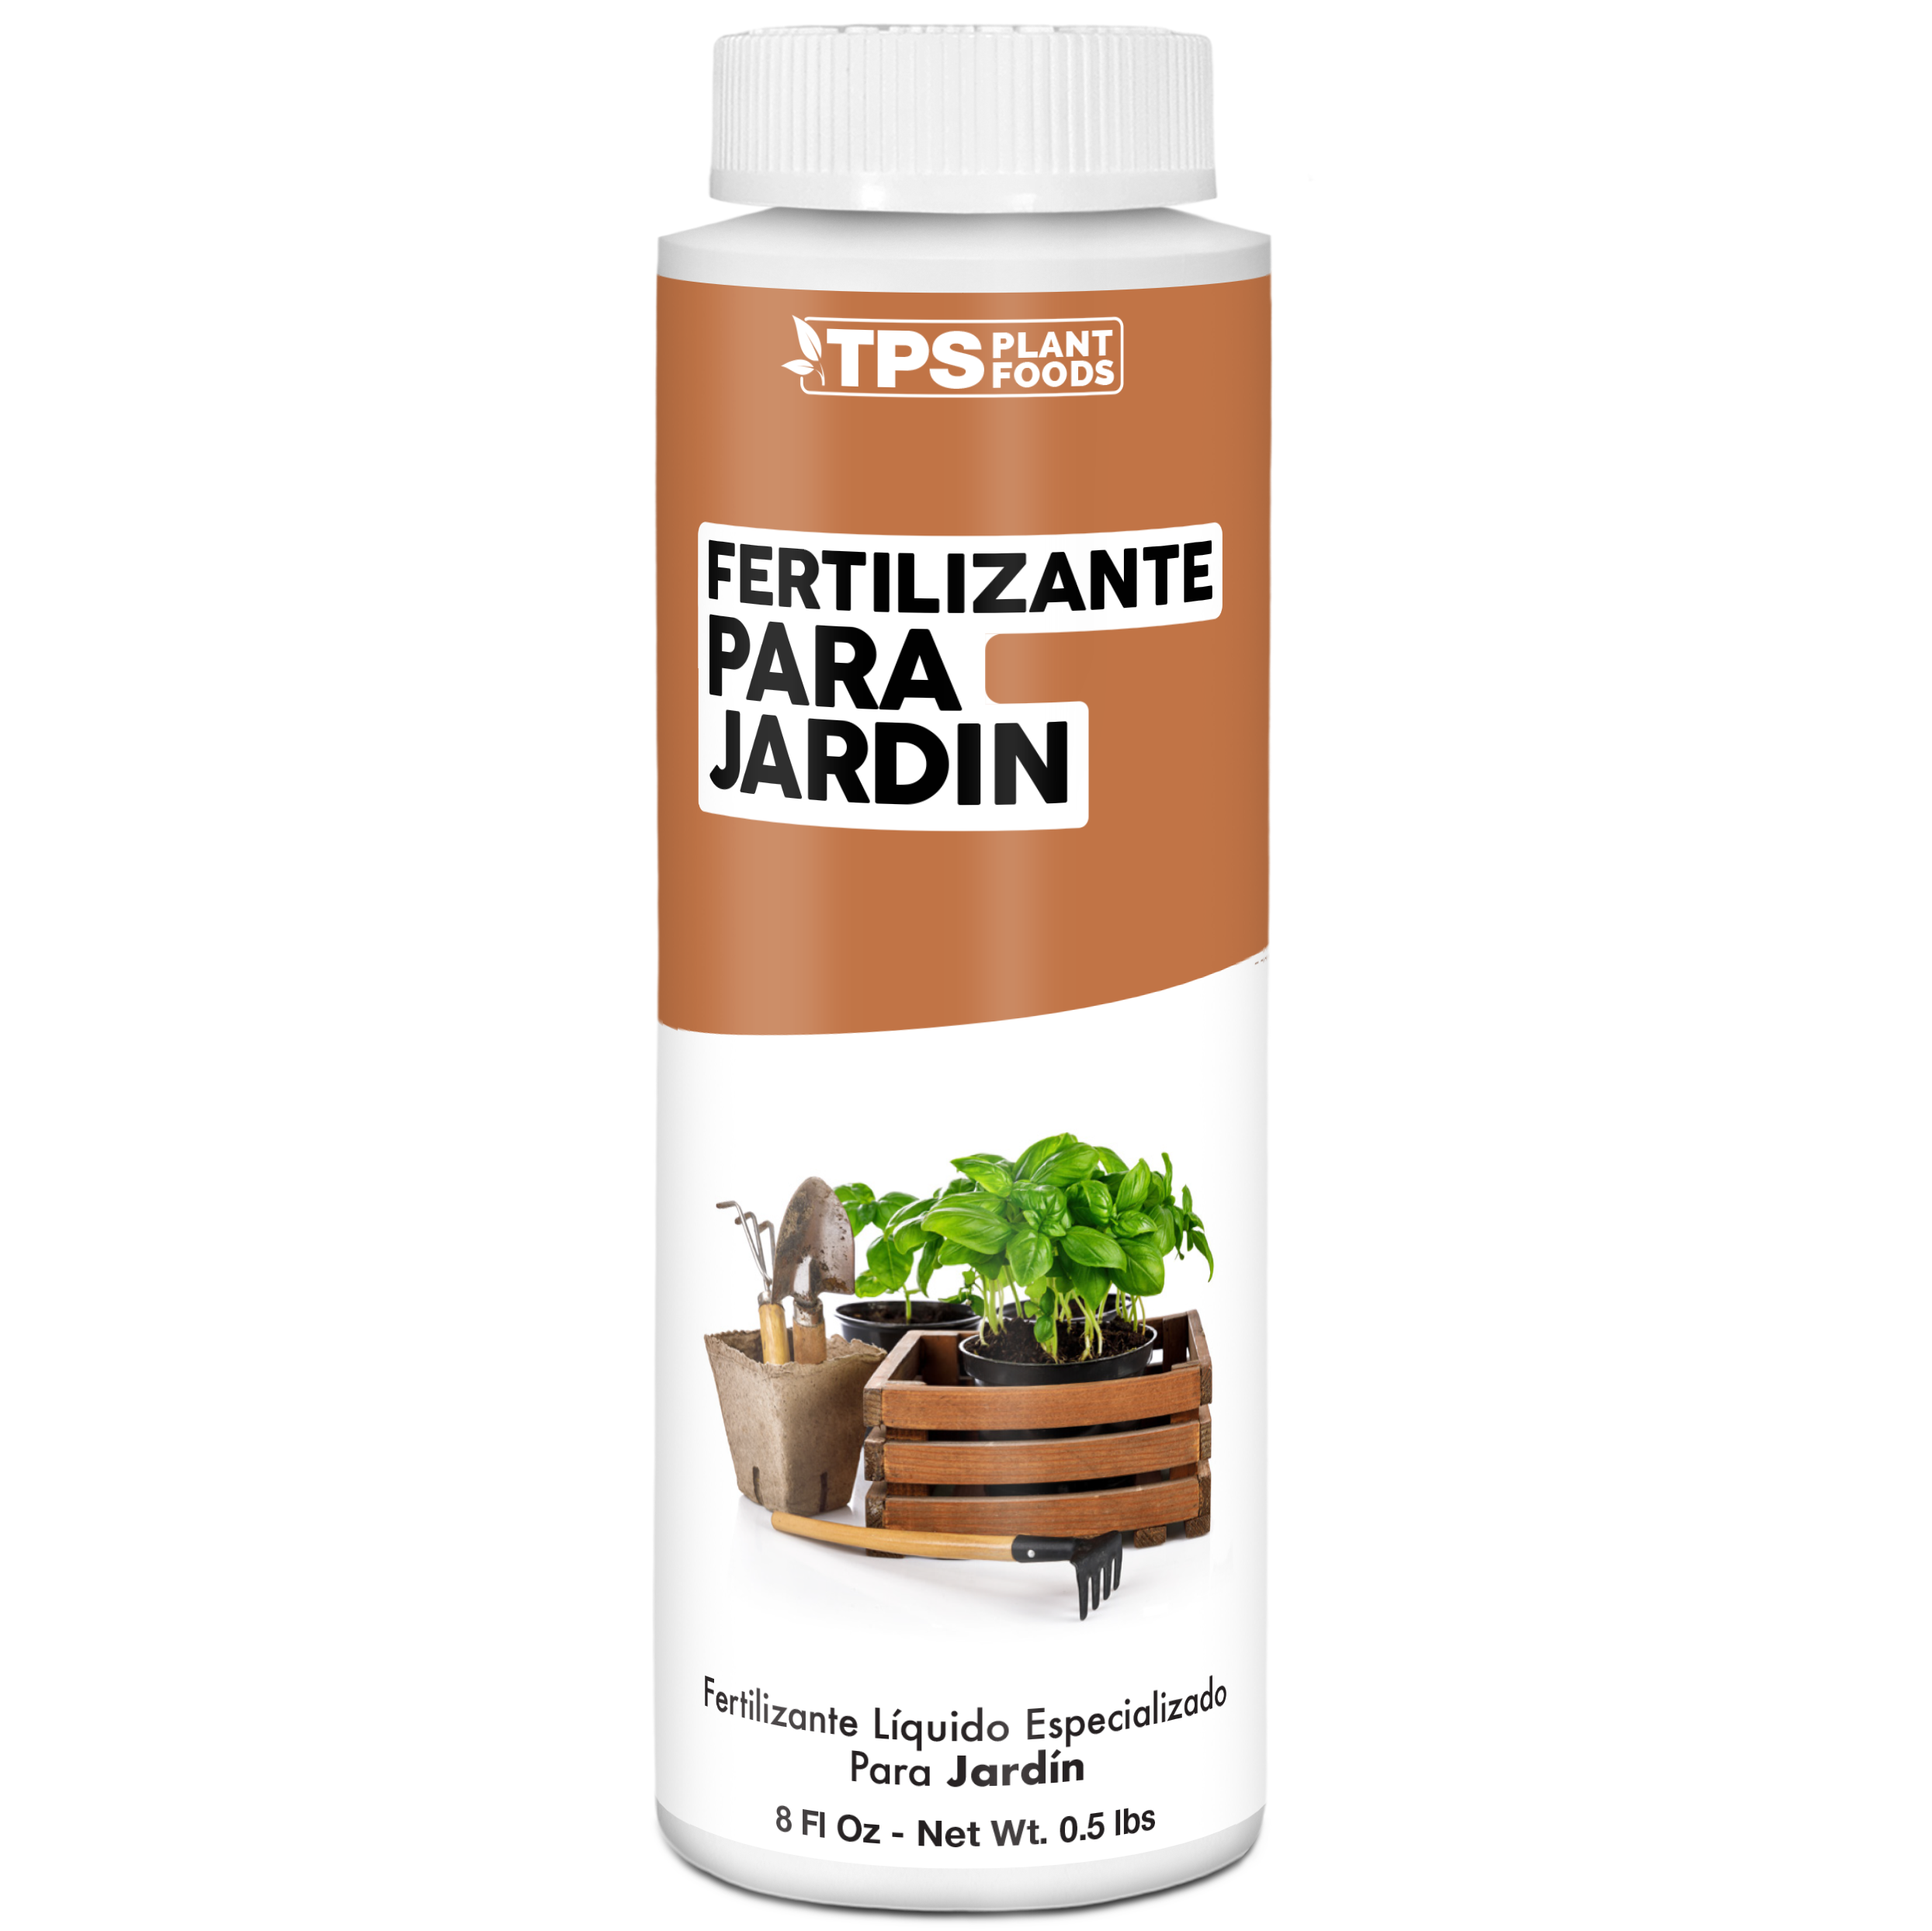 TPS PLANT
FOODS
FERTILIZANTE
PARA
JARDIN
Fertilizante Líquido Especializado
Para Jardín
8 Fl Oz - Net Wt. 0.5 lbs